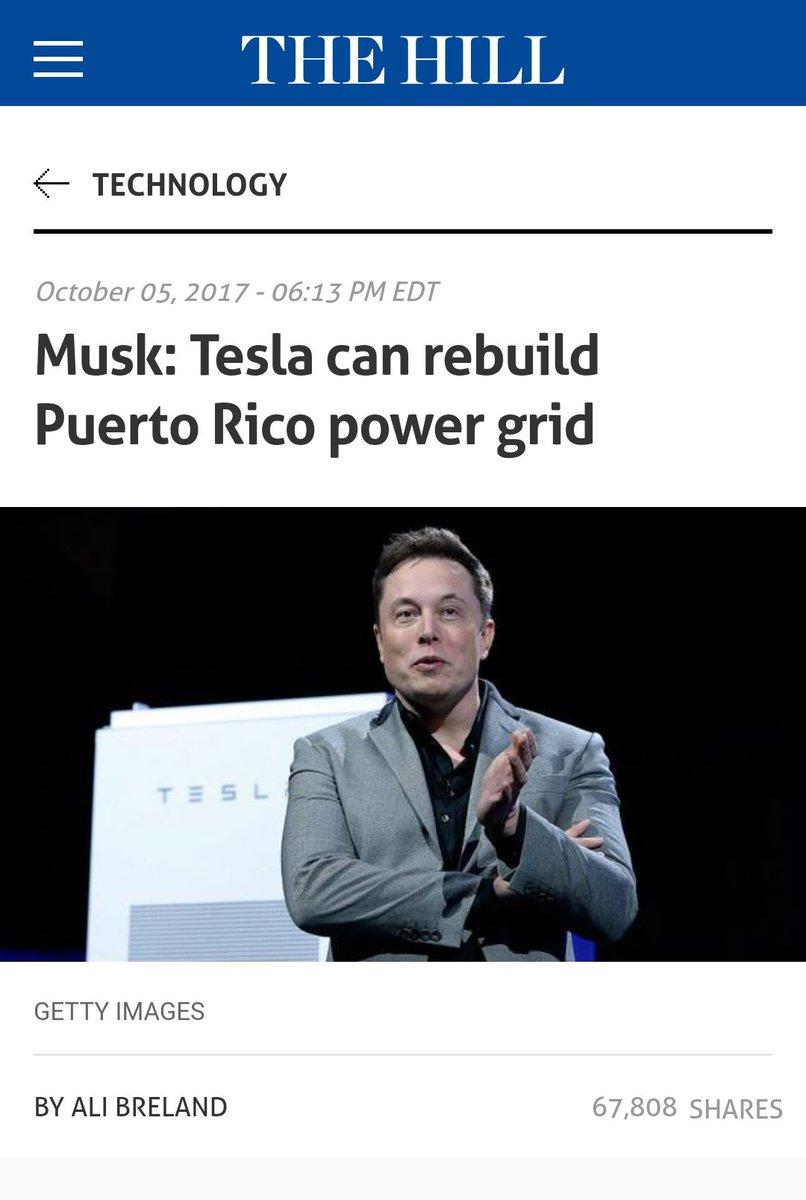 THE HILL
TECHNOLOGY
October 05, 2017 - 06:13 PM EDT
Musk: Tesla can rebuild
Puerto Rico power grid
TESL
GETTY IMAGES
BY ALI BRELAND
67,808 SHARES